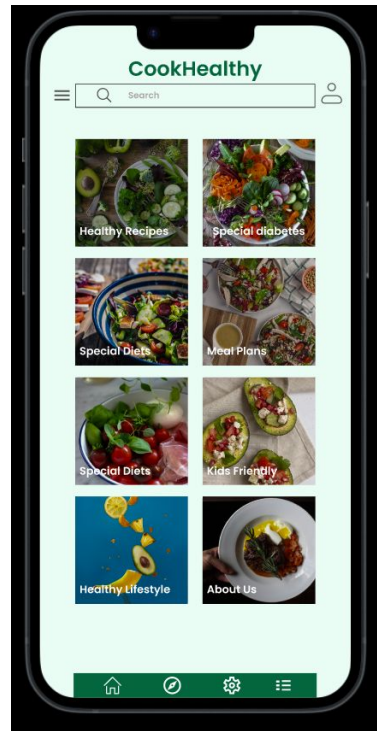 CookHealthy
Search
Healthy Recipes
Special diabetes
Special Diets
Meal Plans
Special Diets
Kids Friendly
Healthy Lifestyle
About Us